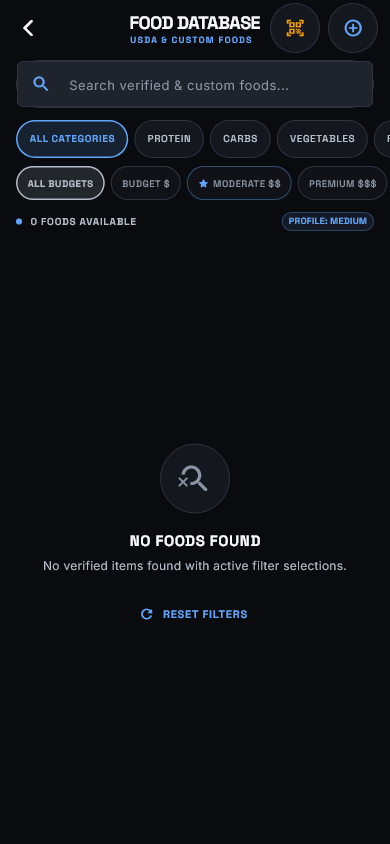 FOOD DATABASE
USDA & CUSTOM FOODS
Search verified & custom foods...
ALL CATEGORIES PROTEIN CARBS VEGETABLES
ALL BUDGETS BUDGET $ MODERATE $$ PREMIUM $$$
0 FOODS AVAILABLE PROFILE: MEDIUM
NO FOODS FOUND
No verified items found with active filter selections.
RESET FILTERS